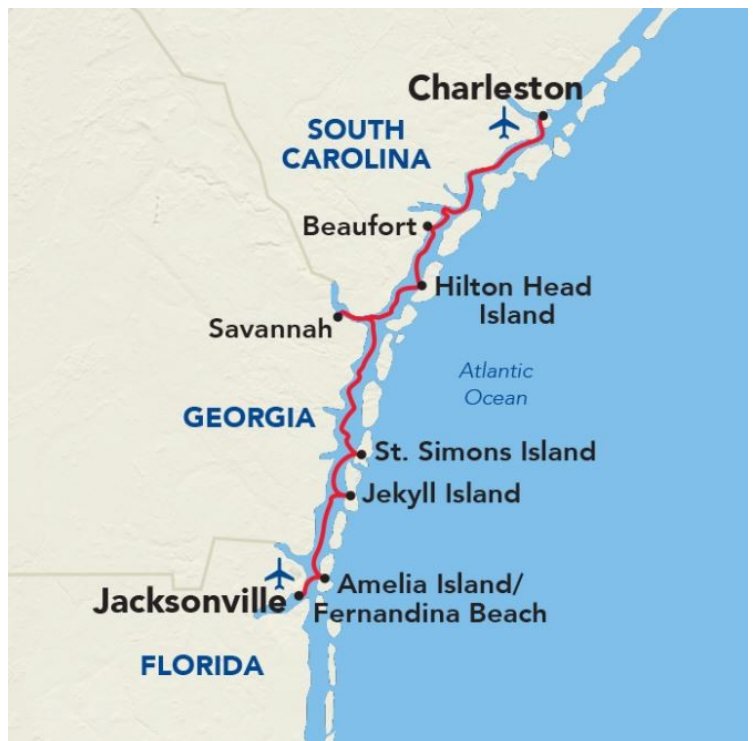 Charleston
SOUTH
CAROLINA
Beaufort
Hilton Head
Island
Savannah
Atlantic
Ocean
GEORGIA
St. Simons Island
Jekyll Island
Amelia Island/
Fernandina Beach
Jacksonville
FLORIDA